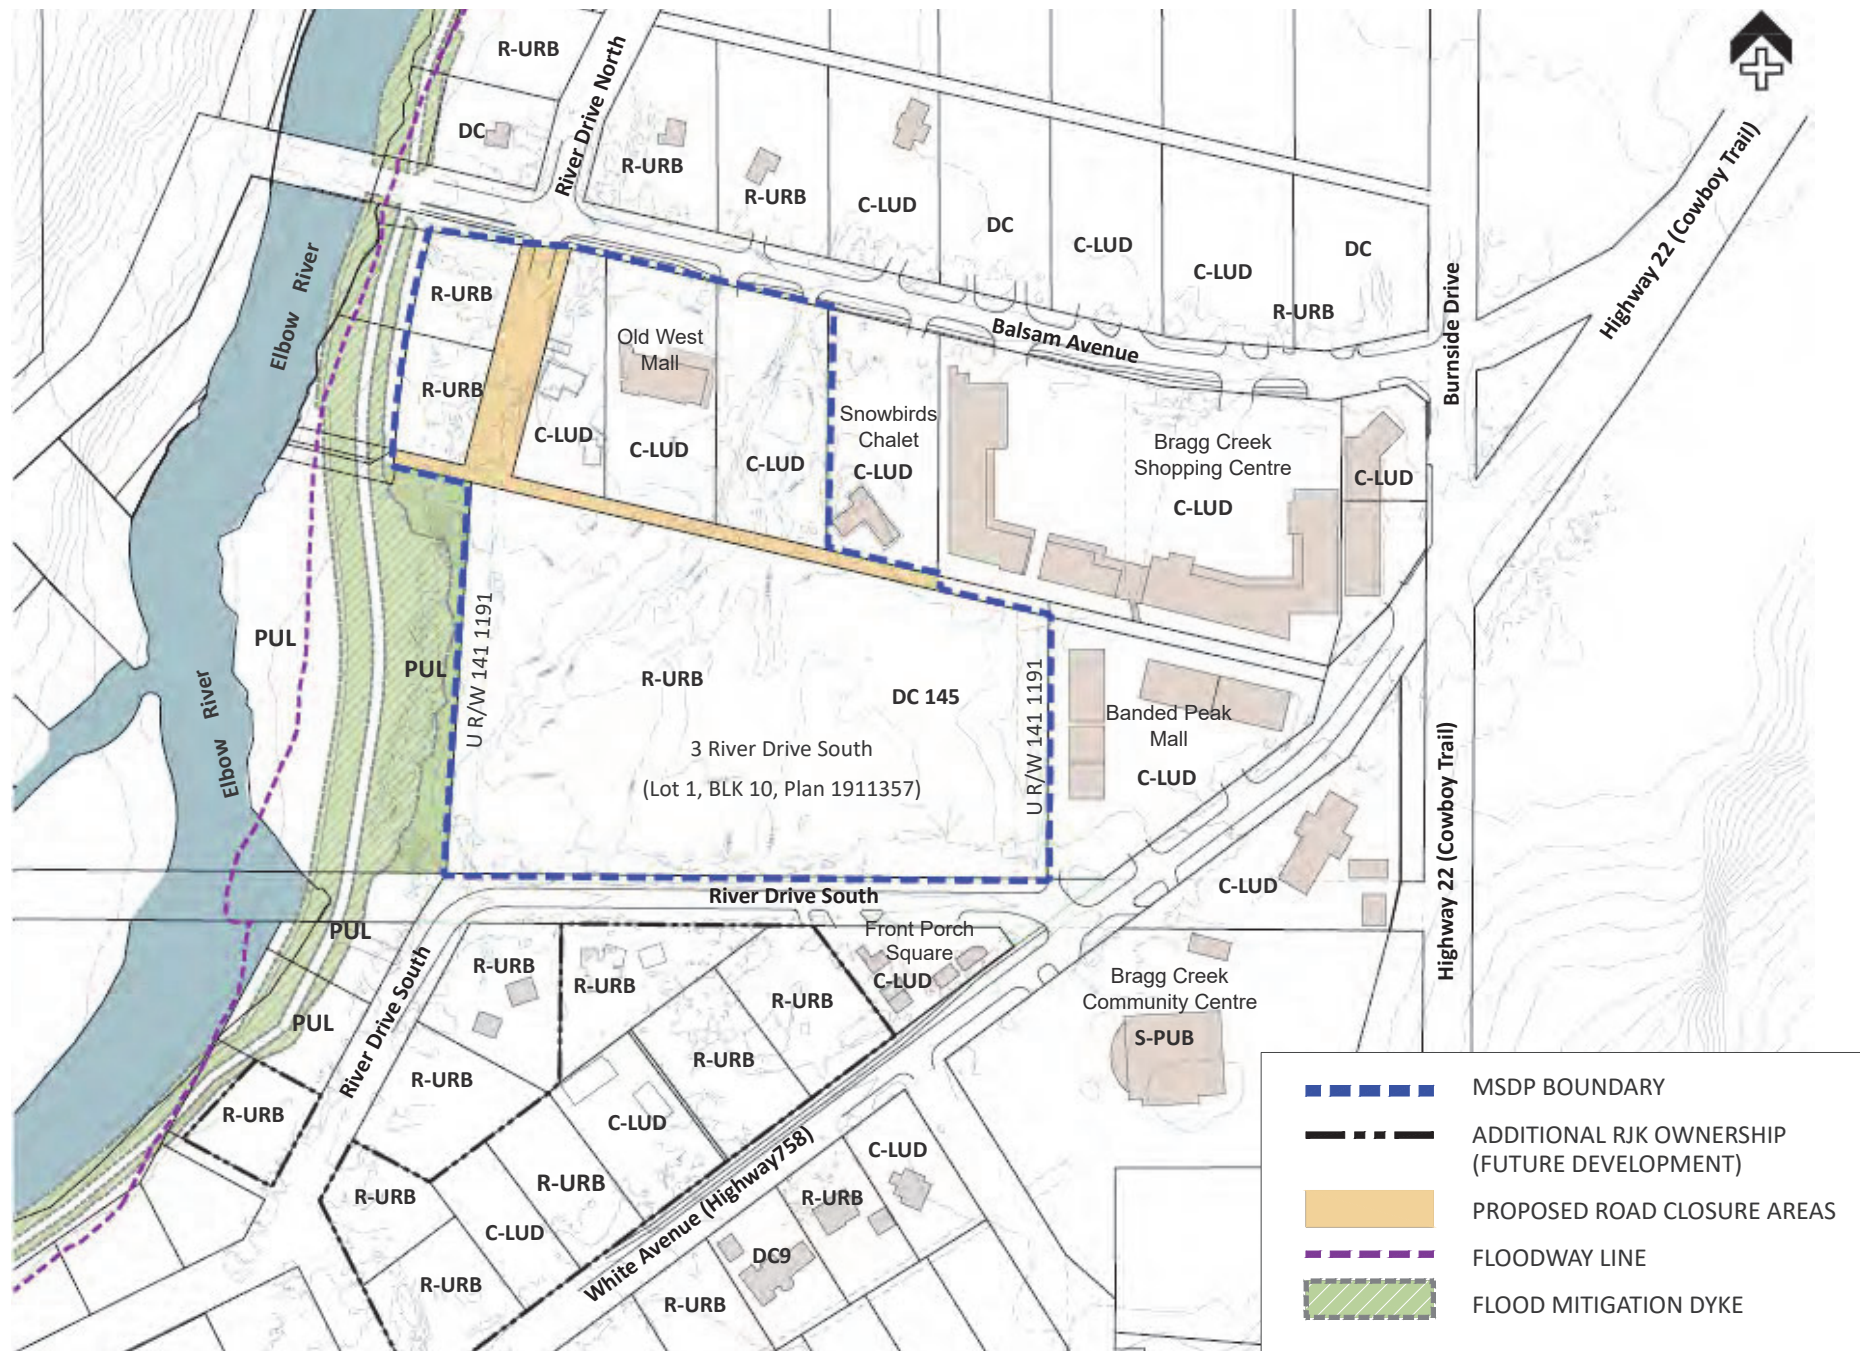 R-URB
River Drive North
DC
R-URB
R-URB
C-LUD
DC
C-LUD
C-LUD
DC
R-URB
Highway 22 (Cowboy Trail)
Burnside Drive
Balsam Avenue
Elbow River
R-URB
R-URB
Old West
Mall
C-LUD
C-LUD
C-LUD
Snowbirds
Chalet
C-LUD
Bragg Creek
Shopping Centre
C-LUD
C-LUD
PUL
PUL
Elbow River
U R/W 141 1191
R-URB
DC 145
3 River Drive South
(Lot 1, BLK 10, Plan 1911357)
U R/W 141 1191
Banded Peak
Mall
C-LUD
C-LUD
Highway 22 (Cowboy Trail)
River Drive South
PUL
PUL
River Drive South
R-URB
R-URB
R-URB
Front Porch
Square
C-LUD
Bragg Creek
Community Centre
S-PUB
R-URB
R-URB
R-URB
C-LUD
R-URB
R-URB
C-LUD
R-URB
White Avenue (Highway758)
C-LUD
R-URB
DC9
R-URB
MSDP BOUNDARY
ADDITIONAL RJK OWNERSHIP
(FUTURE DEVELOPMENT)
PROPOSED ROAD CLOSURE AREAS
FLOODWAY LINE
FLOOD MITIGATION DYKE